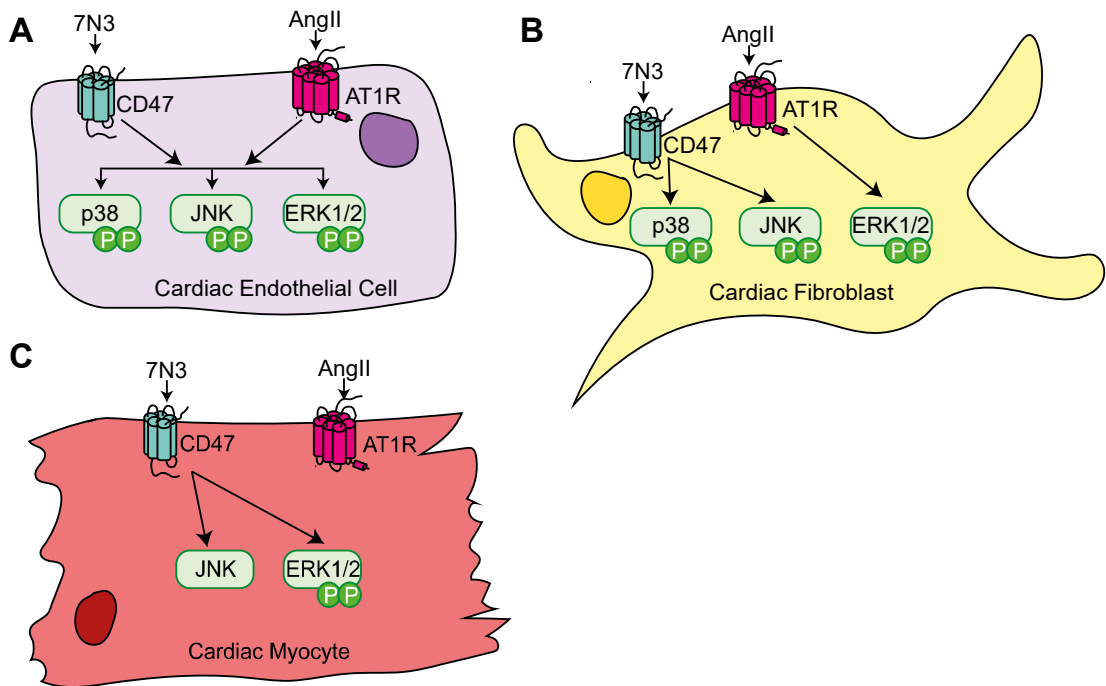 A
7N3
AngII
CD47
AT1R
p38
JNK
ERK1/2
P P
P P
P P
Cardiac Endothelial Cell
B
AngII
7N3
AT1R
CD47
p38
JNK
ERK1/2
P P
P P
P P
Cardiac Fibroblast
C
7N3
AngII
CD47
AT1R
JNK
ERK1/2
P P
Cardiac Myocyte